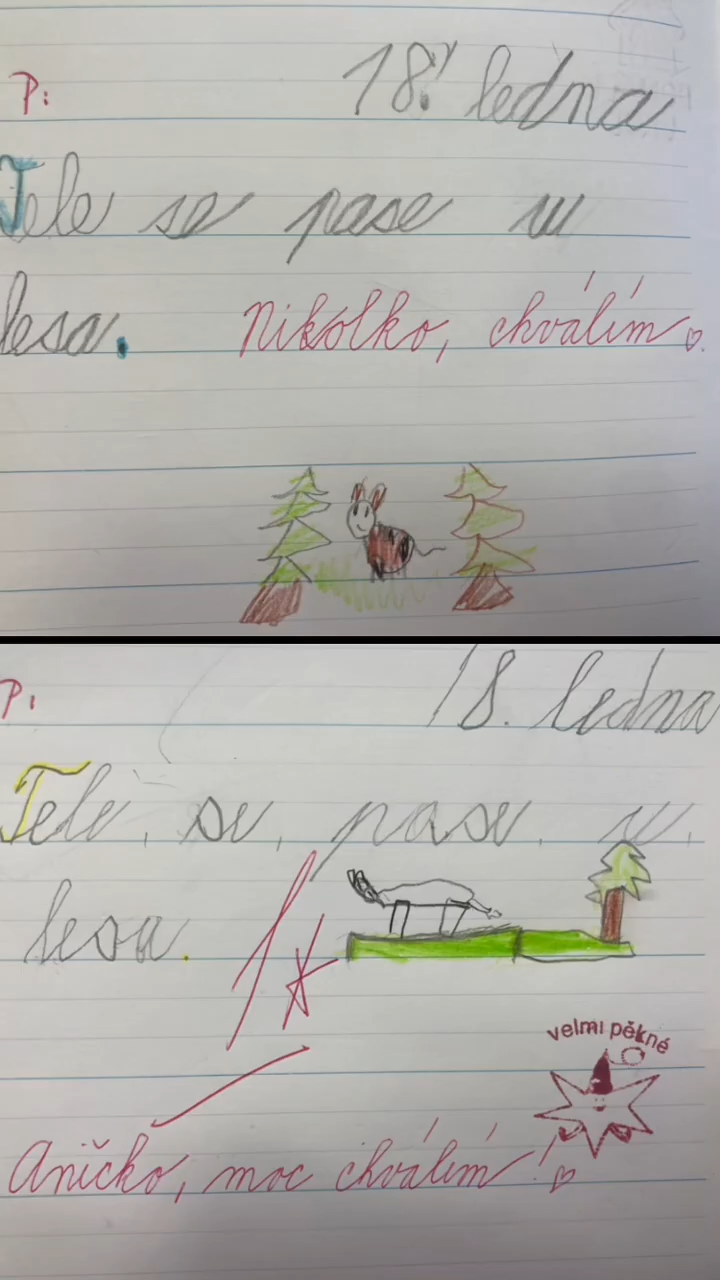 P: 18. ledna
Tele se pase u
lesa.
Nikolko, chválím
P: 18. ledna
Tele se pase u
lesa.
1*
velmi pěkné
Aničko, moc chválím!